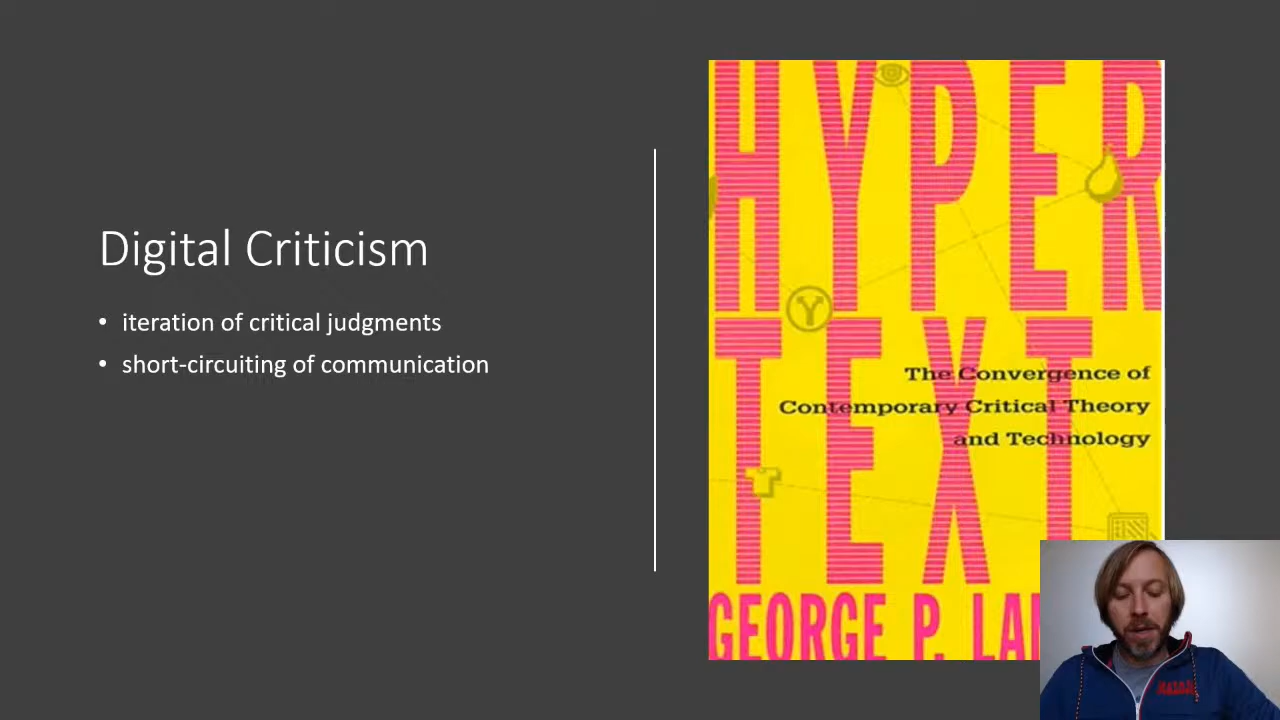 Digital Criticism
• iteration of critical judgments
• short-circuiting of communication
HYPER
TEXT
The Convergence of
Contemporary Critical Theory
and Technology
GEORGE P.